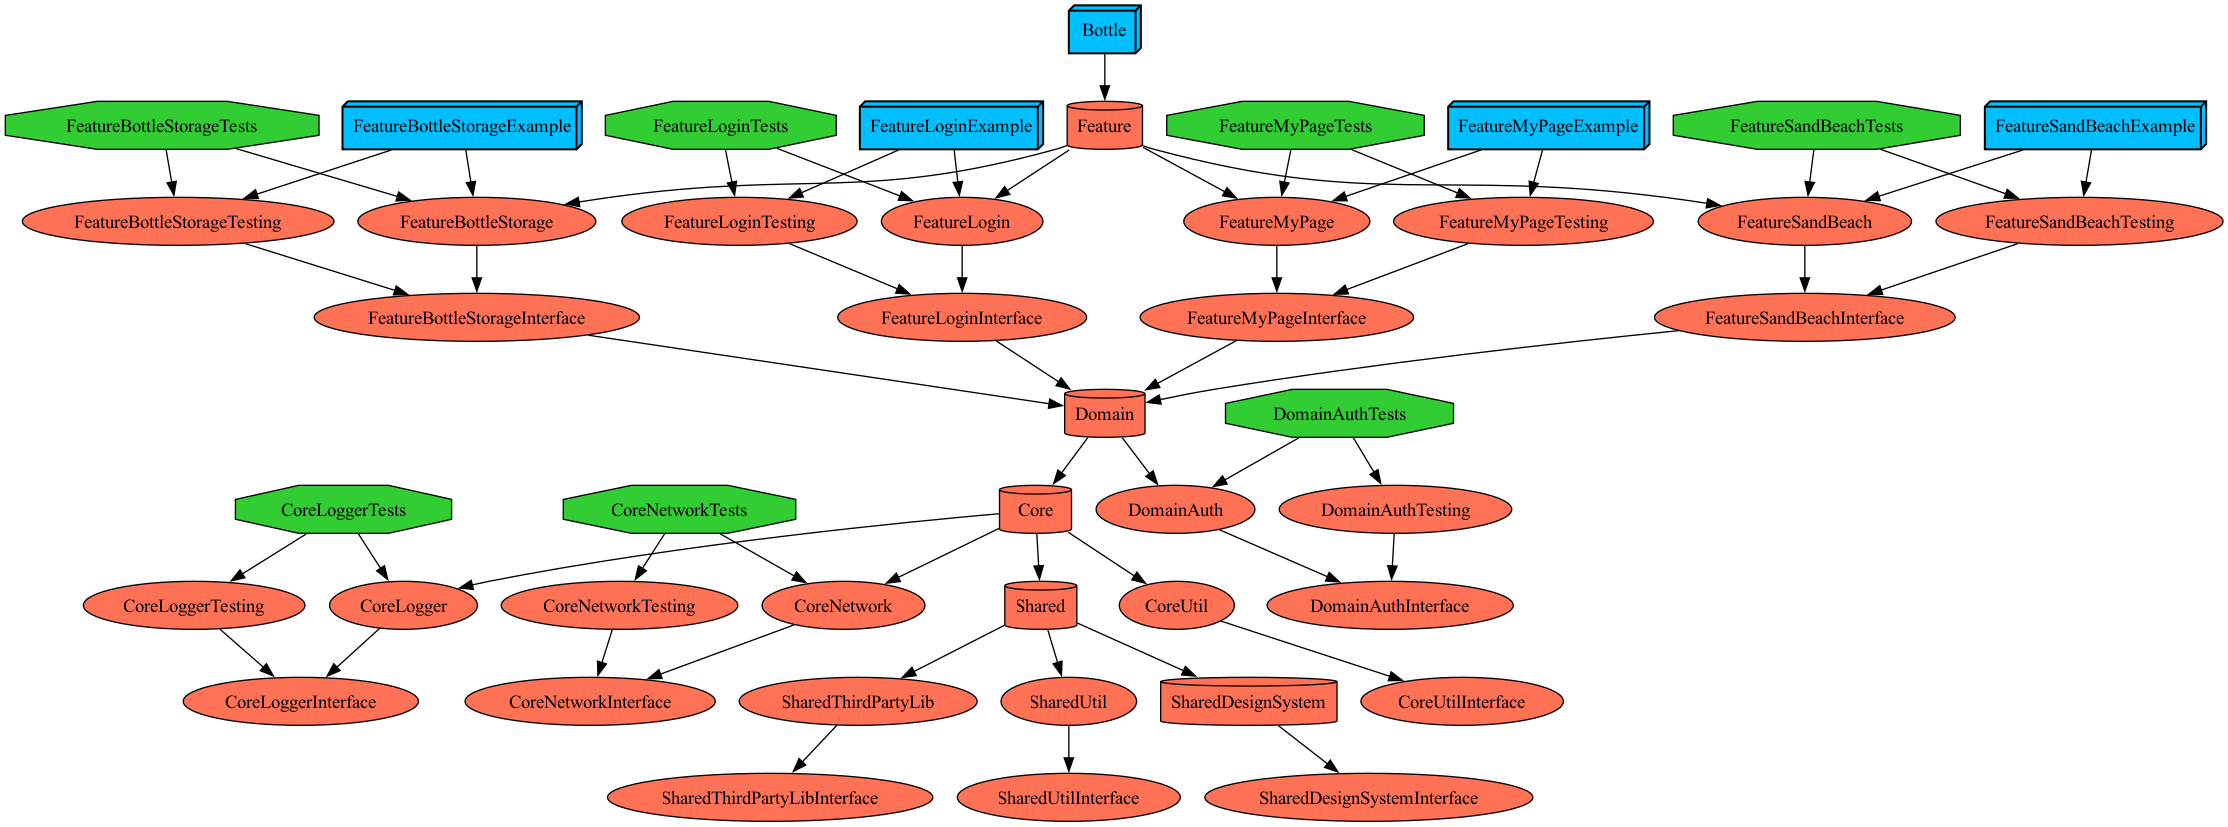 Bottle
FeatureBottleStorageTests
FeatureBottleStorageExample
FeatureLoginTests
FeatureLoginExample
Feature
FeatureMyPageTests
FeatureMyPageExample
FeatureSandBeachTests
FeatureSandBeachExample
FeatureBottleStorageTesting
FeatureBottleStorage
FeatureLoginTesting
FeatureLogin
FeatureMyPage
FeatureMyPageTesting
FeatureSandBeach
FeatureSandBeachTesting
FeatureBottleStorageInterface
FeatureLoginInterface
FeatureMyPageInterface
FeatureSandBeachInterface
Domain
DomainAuthTests
CoreLoggerTests
CoreNetworkTests
Core
DomainAuth
DomainAuthTesting
CoreLoggerTesting
CoreLogger
CoreNetworkTesting
CoreNetwork
Shared
CoreUtil
DomainAuthInterface
CoreLoggerInterface
CoreNetworkInterface
SharedThirdPartyLib
SharedUtil
SharedDesignSystem
CoreUtilInterface
SharedThirdPartyLibInterface
SharedUtilInterface
SharedDesignSystemInterface